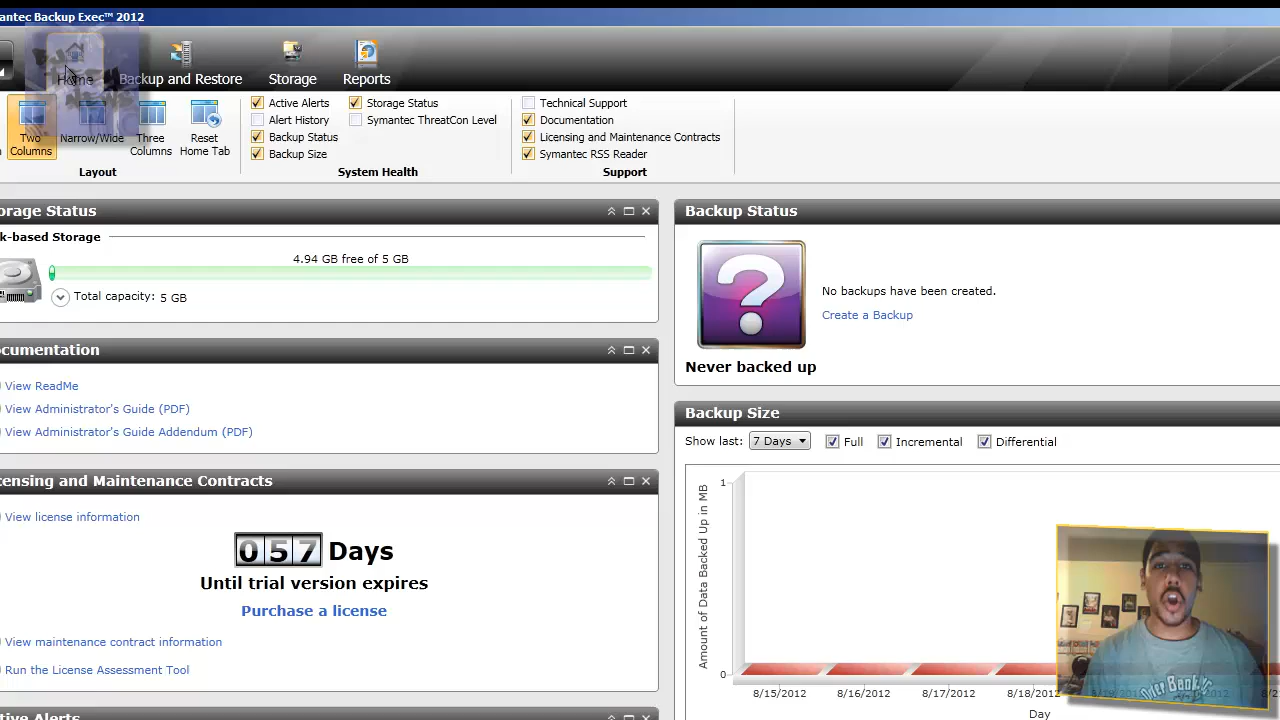 antec Backup Exec™ 2012
Home
Backup and Restore
Storage
Reports
Two
Columns
Narrow/Wide
Three
Columns
Reset
Home Tab
Layout
Active Alerts
Alert History
Backup Status
Backup Size
Storage Status
Symantec ThreatCon Level
System Health
Technical Support
Documentation
Licensing and Maintenance Contracts
Symantec RSS Reader
Support
orage Status
k-based Storage
4.94 GB free of 5 GB
Total capacity: 5 GB
ocumentation
View ReadMe
View Administrator's Guide (PDF)
View Administrator's Guide Addendum (PDF)
ensing and Maintenance Contracts
View license information
057 Days
Until trial version expires
Purchase a license
View maintenance contract information
Run the License Assessment Tool
ctive Alerts
Backup Status
No backups have been created.
Create a Backup
Never backed up
Backup Size
Show last: 7 Days
Full
Incremental
Differential
Amount of Data Backed Up in MB
1
0
8/15/2012
8/16/2012
8/17/2012
8/18/2012
Day